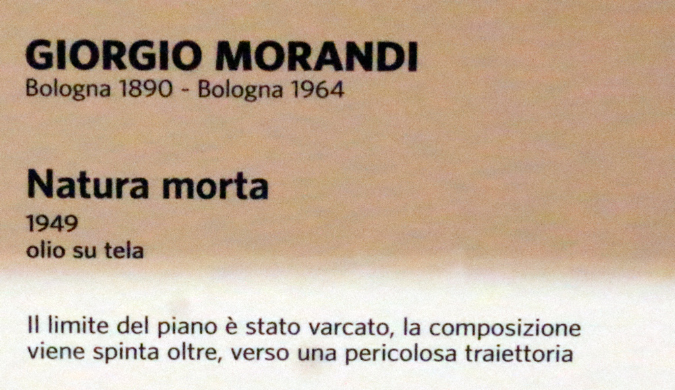 GIORGIO MORANDI
Bologna 1890 - Bologna 1964
Natura morta
1949
olio su tela
Il limite del piano è stato varcato, la composizione
viene spinta oltre, verso una pericolosa traiettoria